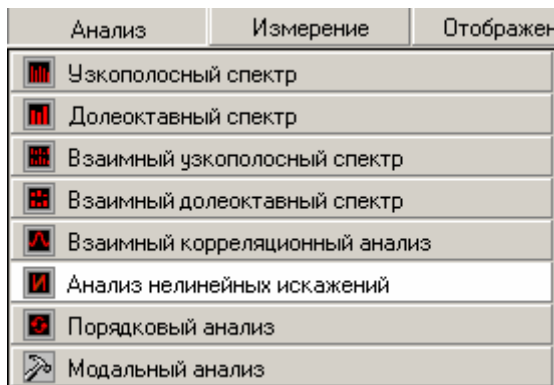 Анализ Измерение Отображен
Узкополосный спектр
Долеоктавный спектр
Взаимный узкополосный спектр
Взаимный долеоктавный спектр
Взаимный корреляционный анализ
Анализ нелинейных искажений
Порядковый анализ
Модальный анализ